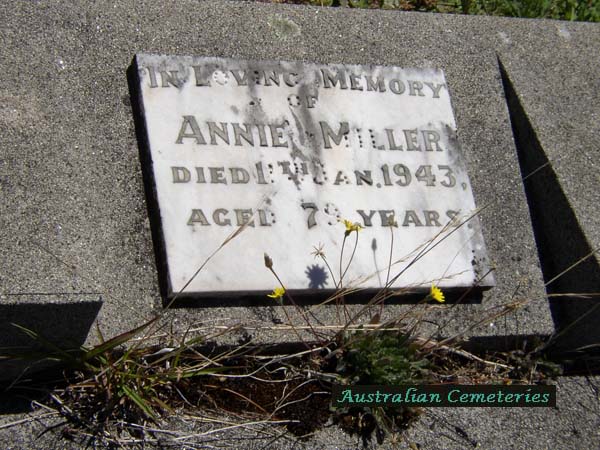 In Loving Memory
of
Annie Miller
Died Jan. 1943,
Aged Years
Australian Cemeteries